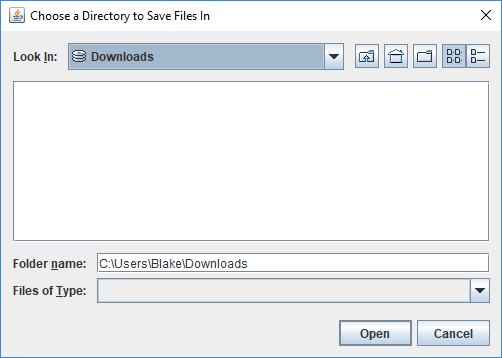 Choose a Directory to Save Files In
Look In: Downloads
Folder name: C:\Users\Blake\Downloads
Files of Type:
Open Cancel